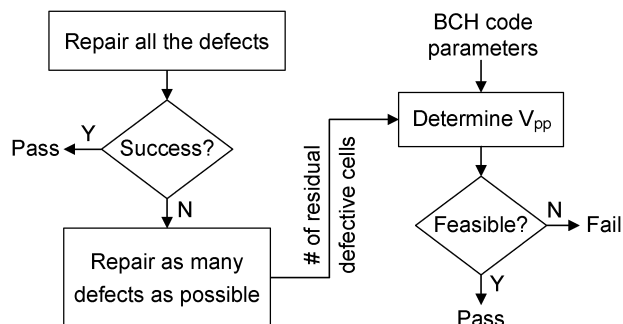 Repair all the defects
Success?
Y
Pass
N
Repair as many
defects as possible
# of residual
defective cells
BCH code
parameters
Determine Vpp
Feasible?
N
Fail
Y
Pass